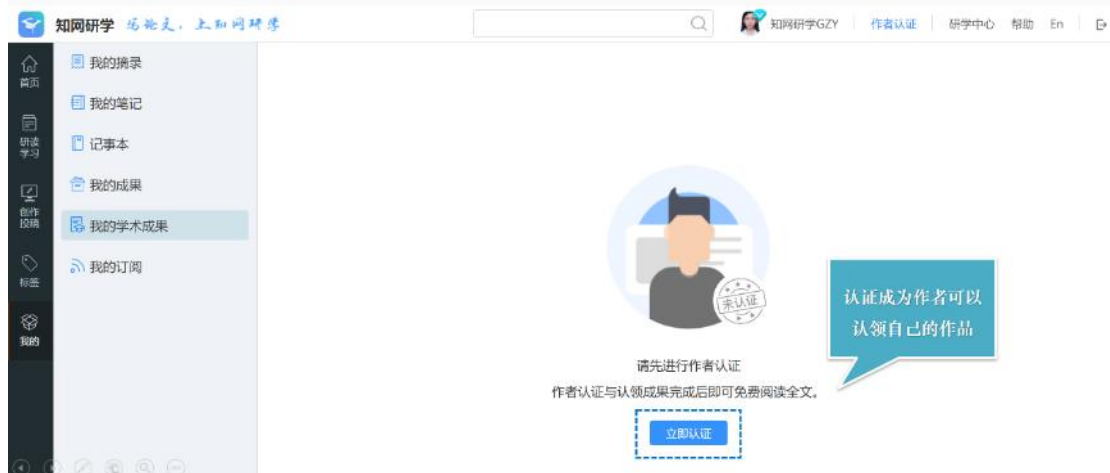 知网研学 写论文，上知网研学
知网研学GZY 作者认证 研学中心 帮助 En
首页
研读
学习
创作
投稿
标签
我的
我的摘录
我的笔记
记事本
我的成果
我的学术成果
我的订阅
未认证
认证成为作者可以
认领自己的作品
请先进行作者认证
作者认证与认领成果完成后即可免费阅读全文。
立即认证